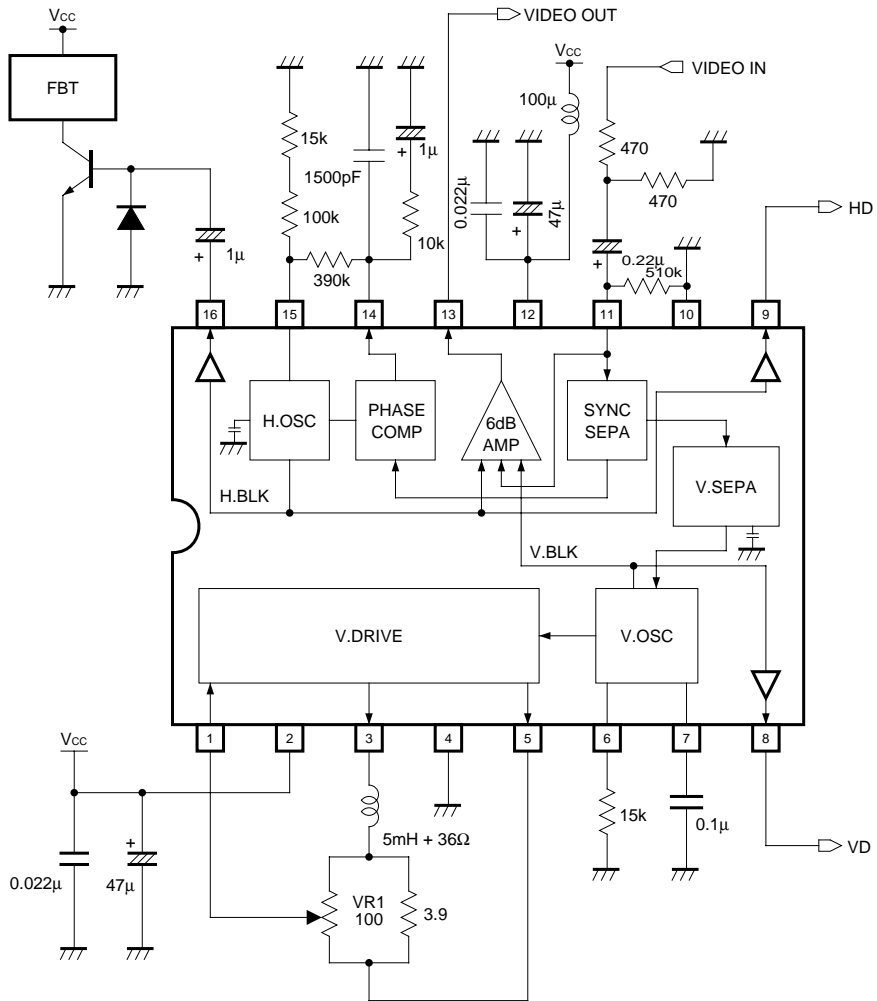 Vcc
VIDEO OUT
Vcc
VIDEO IN
FBT
100μ
15k
1μ
470
1500pF
0.022μ
47μ
470
HD
100k
10k
1μ
390k
0.22μ
510k
16
15
14
13
12
11
10
9
H.OSC
PHASE
COMP
6dB
AMP
SYNC
SEPA
V.SEPA
H.BLK
V.BLK
V.DRIVE
V.OSC
1
2
3
4
5
6
7
8
Vcc
15k
0.1μ
5mH + 36Ω
VD
0.022μ
47μ
VR1
100
3.9
+
+
+
+
+